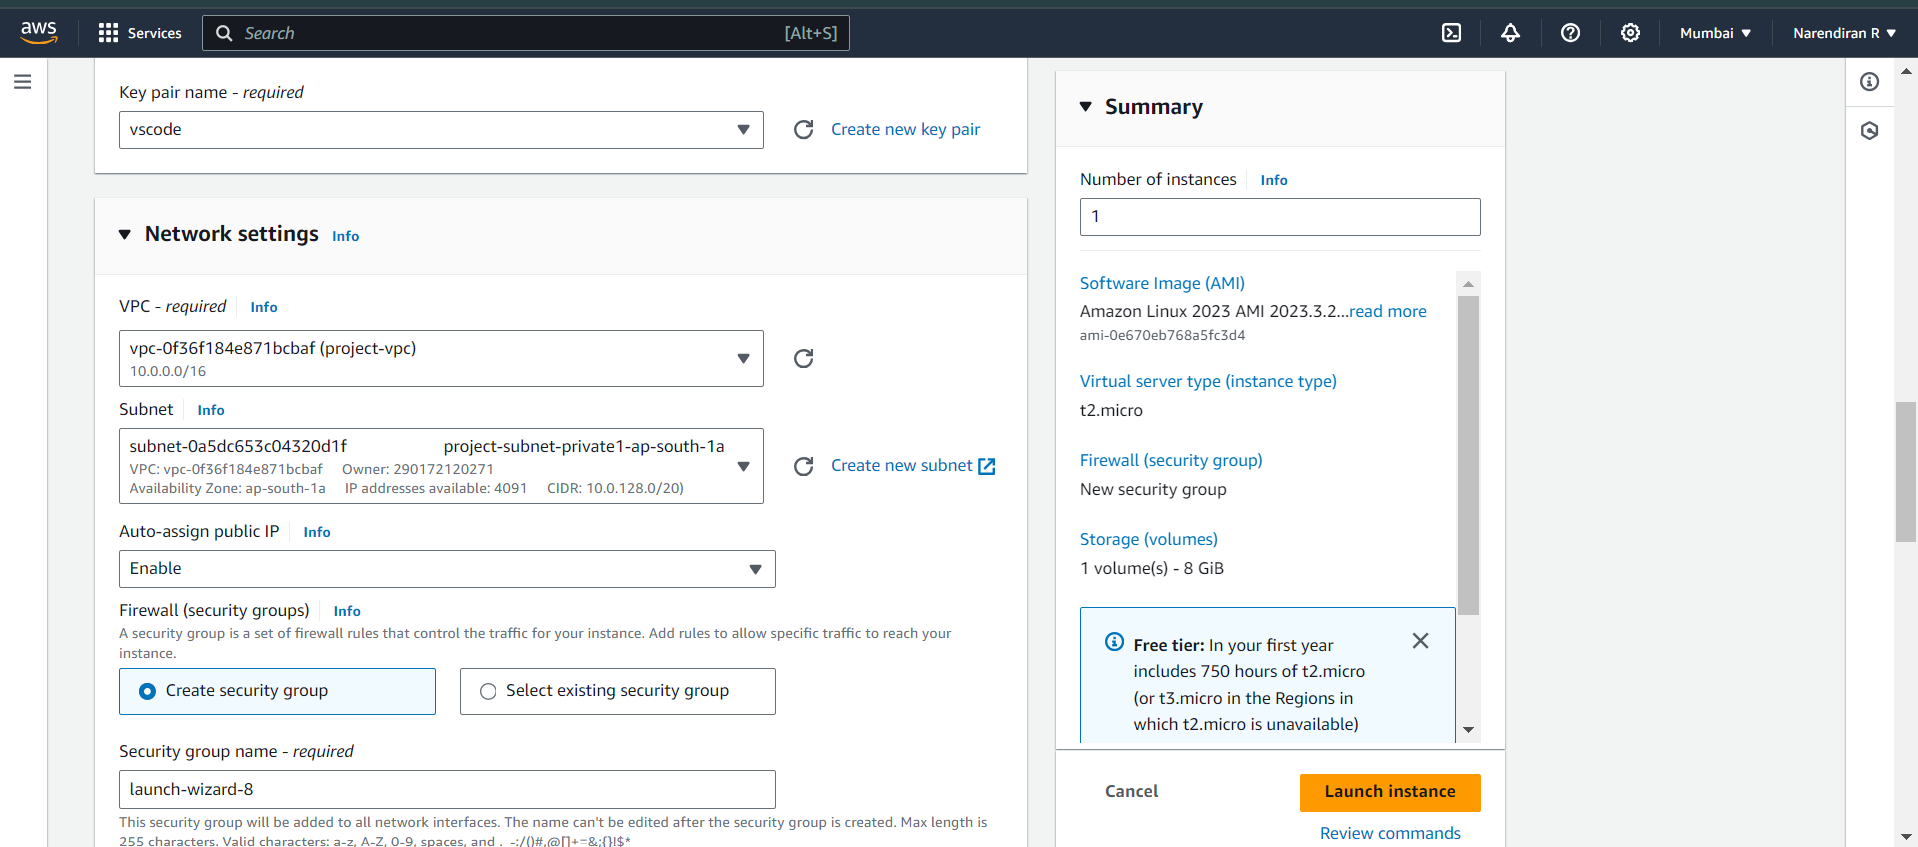 aws
Services
Search
[Alt+S]
Mumbai
Narendiran R
Key pair name - required
vscode
Create new key pair
Network settings
Info
VPC - required
Info
vpc-0f36f184e871bcbaf (project-vpc)
10.0.0.0/16
Subnet
Info
subnet-0a5dc653c04320d1f project-subnet-private1-ap-south-1a
VPC: vpc-0f36f184e871bcbaf Owner: 290172120271
Availability Zone: ap-south-1a IP addresses available: 4091 CIDR: 10.0.128.0/20)
Create new subnet
Auto-assign public IP
Info
Enable
Firewall (security groups)
Info
A security group is a set of firewall rules that control the traffic for your instance. Add rules to allow specific traffic to reach your
instance.
Create security group
Select existing security group
Security group name - required
launch-wizard-8
This security group will be added to all network interfaces. The name can't be edited after the security group is created. Max length is
255 characters. Valid characters: a-z, A-Z, 0-9, spaces, and ._-:/()#,@[]+=&;{}!$*
Summary
Number of instances
Info
1
Software Image (AMI)
Amazon Linux 2023 AMI 2023.3.2...read more
ami-0e670eb768a5fc3d4
Virtual server type (instance type)
t2.micro
Firewall (security group)
New security group
Storage (volumes)
1 volume(s) - 8 GiB
Free tier: In your first year
includes 750 hours of t2.micro
(or t3.micro in the Regions in
which t2.micro is unavailable)
Cancel
Launch instance
Review commands